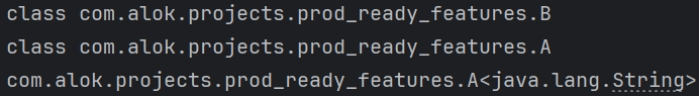 class com.alok.projects.prod_ready_features.B
class com.alok.projects.prod_ready_features.A
com.alok.projects.prod_ready_features.A<java.lang.String>